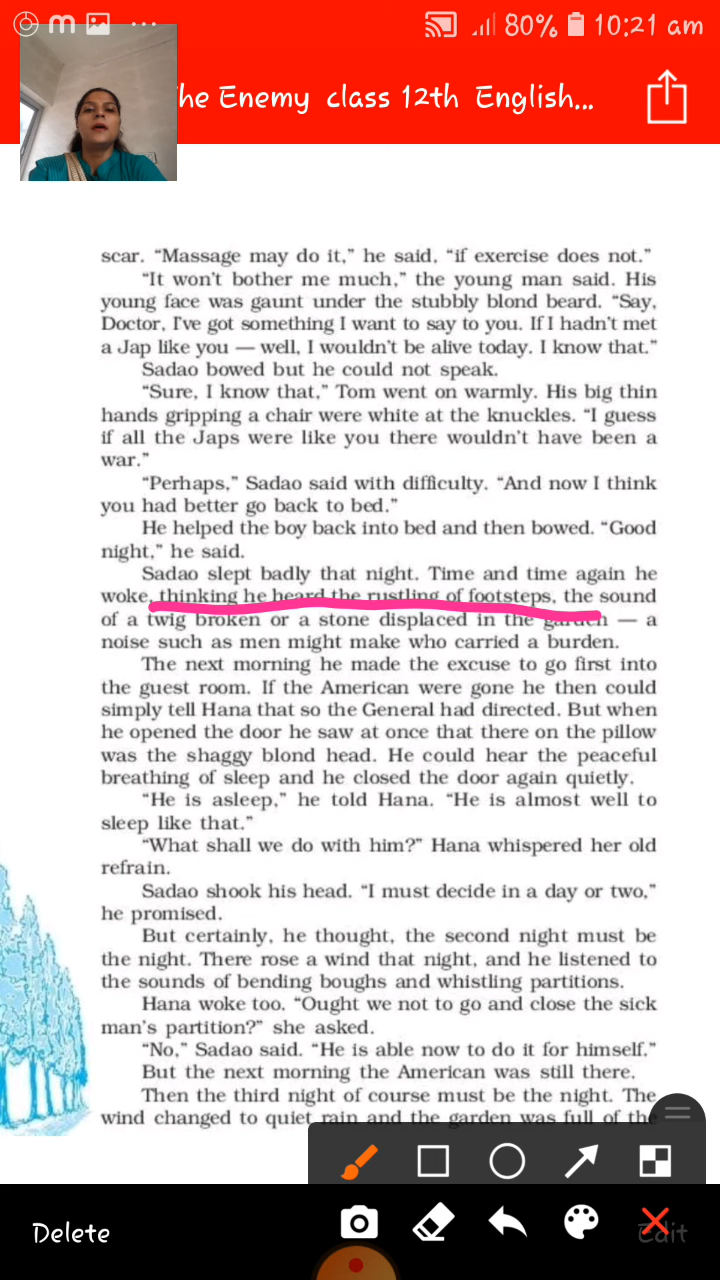 m ... 80% 10:21 am
he Enemy class 12th English...
scar. “Massage may do it,” he said, “if exercise does not.”
“It won’t bother me much,” the young man said. His
young face was gaunt under the stubbly blond beard. “Say,
Doctor, I’ve got something I want to say to you. If I hadn’t met
a Jap like you — well, I wouldn’t be alive today. I know that.”
Sadao bowed but he could not speak.
“Sure, I know that,” Tom went on warmly. His big thin
hands gripping a chair were white at the knuckles. “I guess
if all the Japs were like you there wouldn’t have been a
war.”
“Perhaps,” Sadao said with difficulty. “And now I think
you had better go back to bed.”
He helped the boy back into bed and then bowed. “Good
night,” he said.
Sadao slept badly that night. Time and time again he
woke, thinking he heard the rustling of footsteps, the sound
of a twig broken or a stone displaced in the garden — a
noise such as men might make who carried a burden.
The next morning he made the excuse to go first into
the guest room. If the American were gone he then could
simply tell Hana that so the General had directed. But when
he opened the door he saw at once that there on the pillow
was the shaggy blond head. He could hear the peaceful
breathing of sleep and he closed the door again quietly.
“He is asleep,” he told Hana. “He is almost well to
sleep like that.”
“What shall we do with him?” Hana whispered her old
refrain.
Sadao shook his head. “I must decide in a day or two,”
he promised.
But certainly, he thought, the second night must be
the night. There rose a wind that night, and he listened to
the sounds of bending boughs and whistling partitions.
Hana woke too. “Ought we not to go and close the sick
man’s partition?” she asked.
“No,” Sadao said. “He is able now to do it for himself.”
But the next morning the American was still there.
Then the third night of course must be the night. The
wind changed to quiet rain and the garden was full of the
Delete Edit